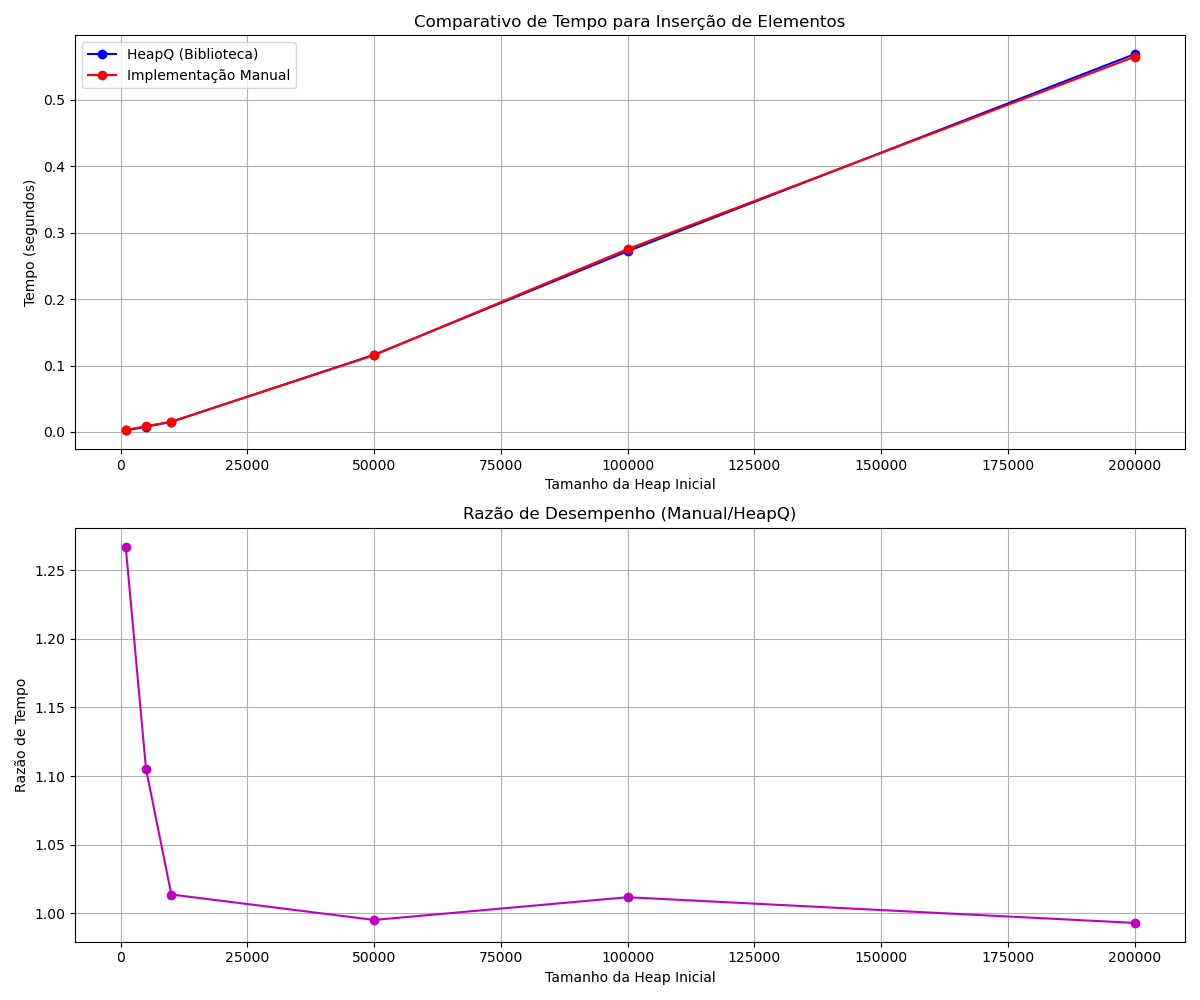 Comparativo de Tempo para Inserção de Elementos
HeapQ (Biblioteca)
Implementação Manual
Tempo (segundos)
0.5
0.4
0.3
0.2
0.1
0.0
0 25000 50000 75000 100000 125000 150000 175000 200000
Tamanho da Heap Inicial
Razão de Desempenho (Manual/HeapQ)
Razão de Tempo
1.25
1.20
1.15
1.10
1.05
1.00
0 25000 50000 75000 100000 125000 150000 175000 200000
Tamanho da Heap Inicial